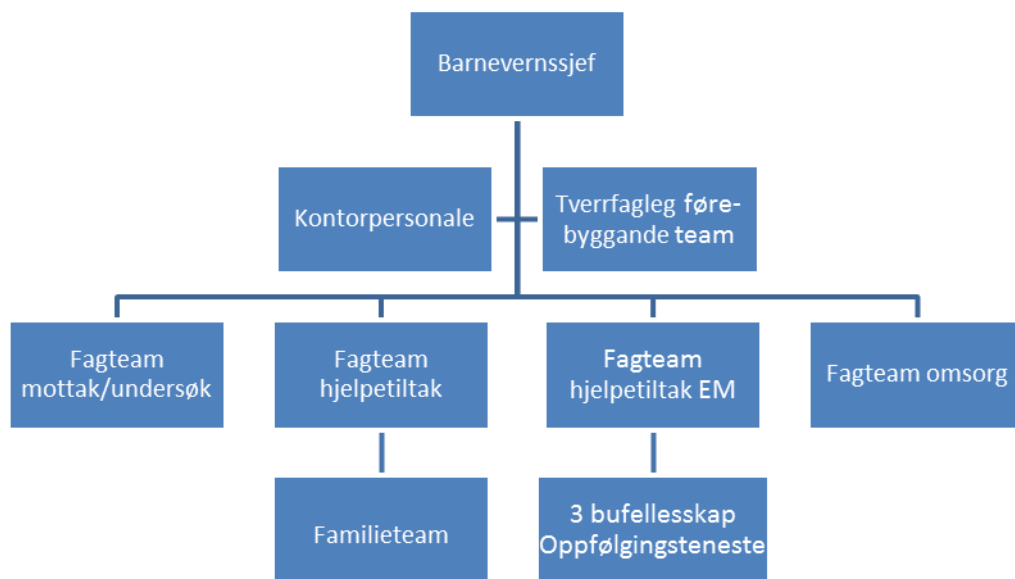 Barnevernssjef
Kontorpersonale
Tverrfagleg føre-
byggande team
Fagteam
mottak/undersøk
Fagteam
hjelpetiltak
Fagteam
hjelpetiltak EM
Fagteam omsorg
Familieteam
3 bufellesskap
Oppfølgingsteneste